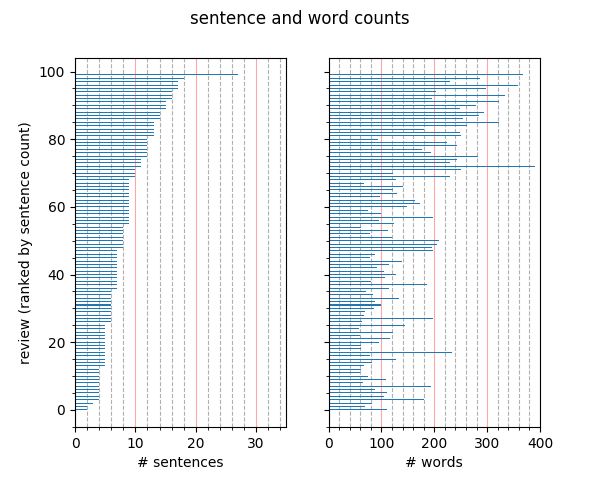 sentence and word counts
review (ranked by sentence count)
100
80
60
40
20
0
0 10 20 30
# sentences
0 100 200 300 400
# words